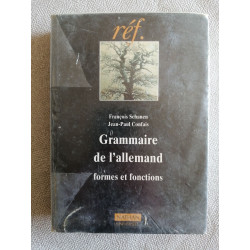 réf.
François Schanen
Jean-Paul Confais
Grammaire
de l'allemand
formes et fonctions